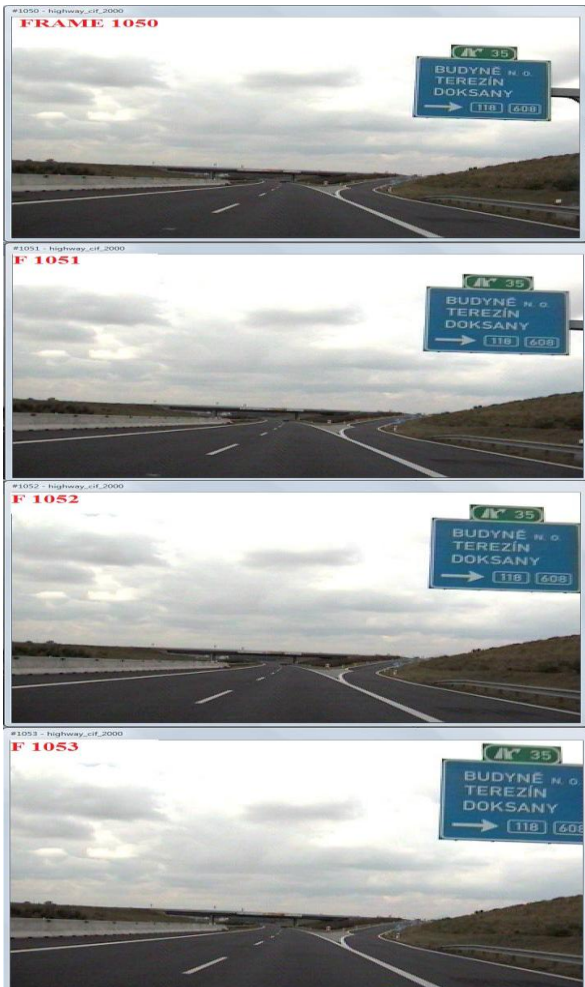 #1050 - highway_cif_2000
FRAME 1050
35
BUDYNĚ N. O.
TEREZÍN
DOKSANY
118 608
#1051 - highway_cif_2000
F 1051
35
BUDYNĚ N. O.
TEREZÍN
DOKSANY
118 608
#1052 - highway_cif_2000
F 1052
35
BUDYNĚ N. O.
TEREZÍN
DOKSANY
118 608
#1053 - highway_cif_2000
F 1053
35
BUDYNĚ N. O.
TEREZÍN
DOKSANY
118 608